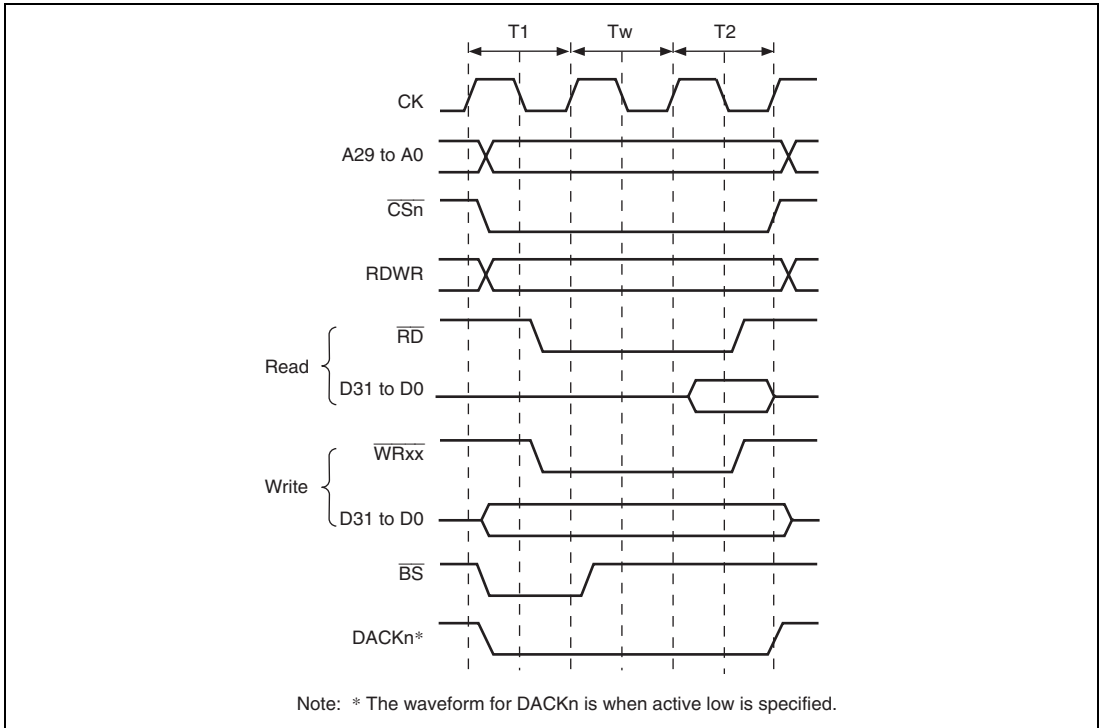 T1 Tw T2
CK
A29 to A0
CSn
RDWR
RD
Read
D31 to D0
WRxx
Write
D31 to D0
BS
DACKn*
Note: * The waveform for DACKn is when active low is specified.